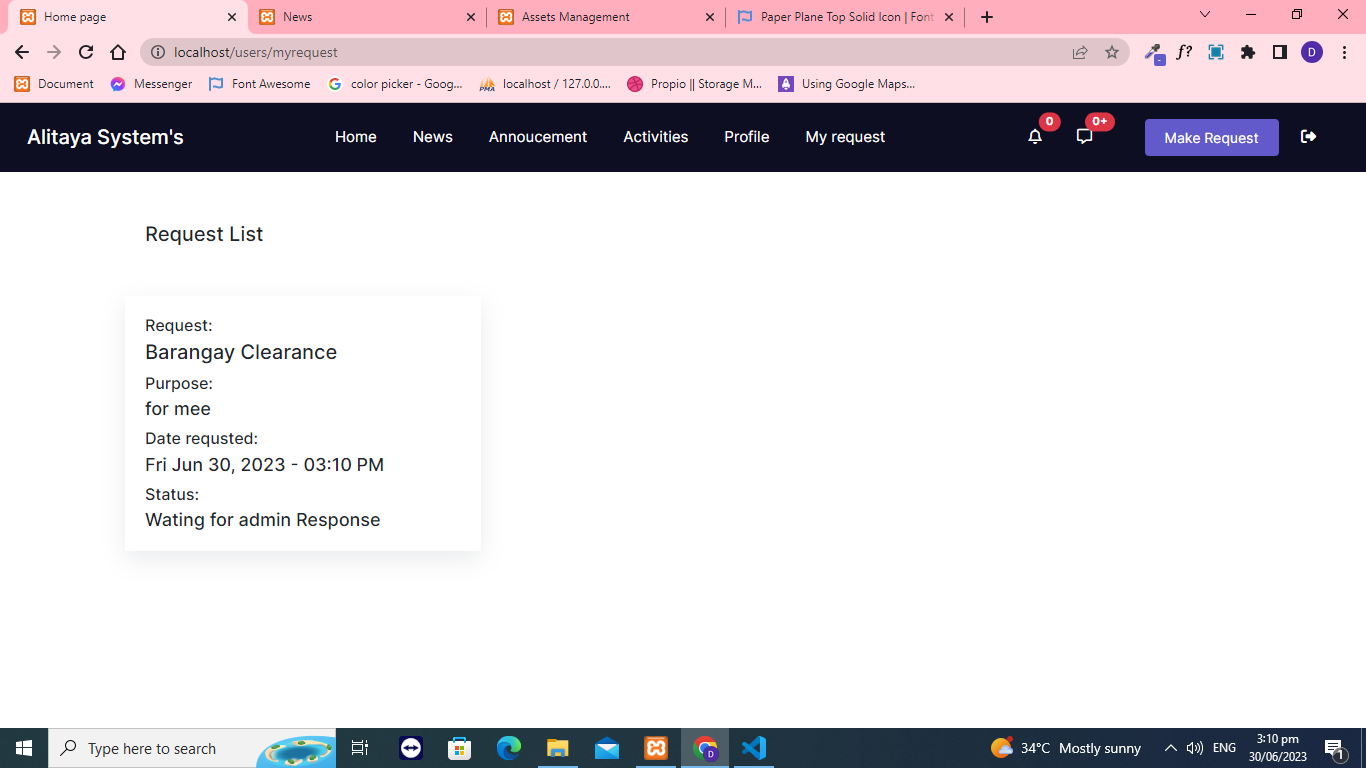 Home page
News
Assets Management
Paper Plane Top Solid Icon | Font
localhost/users/myrequest
f?
D
Document
Messenger
Font Awesome
color picker - Goog...
localhost / 127.0.0....
Propio || Storage M...
Using Google Maps...
Alitaya System's
Home
News
Annoucement
Activities
Profile
My request
0
0+
Make Request
Request List
Request:
Barangay Clearance
Purpose:
for mee
Date requsted:
Fri Jun 30, 2023 - 03:10 PM
Status:
Wating for admin Response
Type here to search
34°C Mostly sunny
ENG
3:10 pm
30/06/2023
1